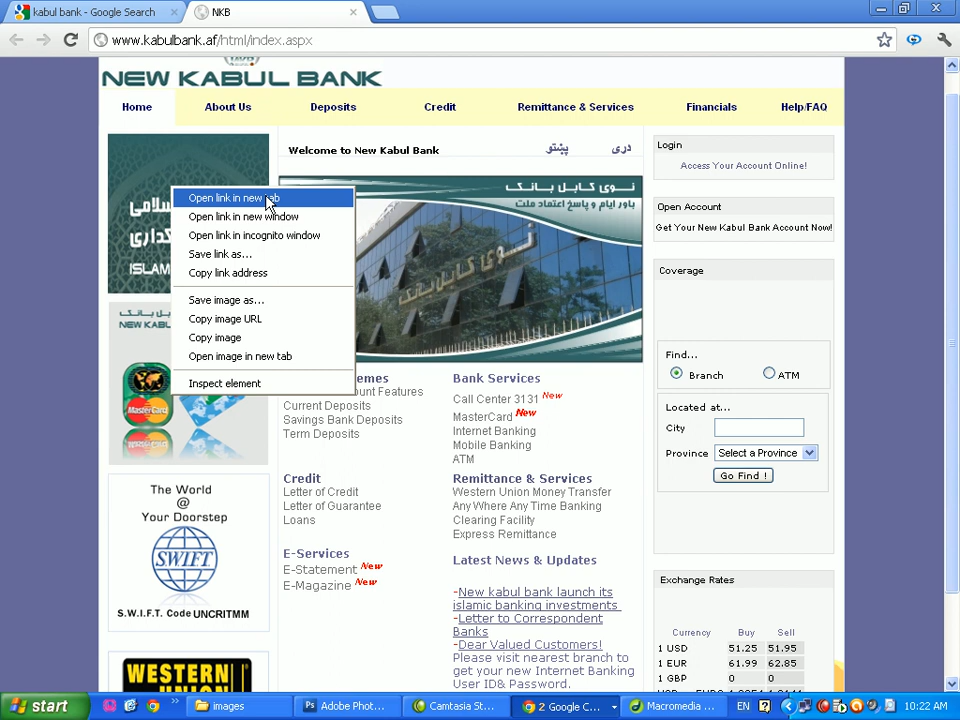 kabul bank - Google Search
NKB
www.kabulbank.af/html/index.aspx
NEW KABUL BANK
Home
About Us
Deposits
Credit
Remittance & Services
Financials
Help/FAQ
Welcome to New Kabul Bank
پښتو
دری
Login
Access Your Account Online!
Open Account
Get Your New Kabul Bank Account Now!
Coverage
Find...
Branch
ATM
Located at...
City
Province
Select a Province
Go Find !
Exchange Rates
Currency Buy Sell
1 USD 51.25 51.95
1 EUR 61.99 62.85
1 GBP 0 0
نوی کابل بانک
باور ایام و پاسخ اعتماد ملت
Open link in new tab
Open link in new window
Open link in incognito window
Save link as...
Copy link address
Save image as...
Copy image URL
Copy image
Open image in new tab
Inspect element
اسلامی
ISLAM
NEW KABU
MasterCard
MasterCard
The World
@
Your Doorstep
SWIFT
S.W.I.F.T. Code UNCRITMM
WESTERN
UNION
emes
ount Features
Current Deposits
Savings Bank Deposits
Term Deposits
Credit
Letter of Credit
Letter of Guarantee
Loans
E-Services
E-Statement New
E-Magazine New
Bank Services
Call Center 3131 New
MasterCard New
Internet Banking
Mobile Banking
ATM
Remittance & Services
Western Union Money Transfer
Any Where Any Time Banking
Clearing Facility
Express Remittance
Latest News & Updates
-New kabul bank launch its
islamic banking investments
-Letter to Correspondent
Banks
-Dear Valued Customers!
Please visit nearest branch to
get your new Internet Banking
User ID& Password.
start
images
Adobe Phot...
Camtasia St...
2 Google C...
Macromedia ...
EN
10:22 AM